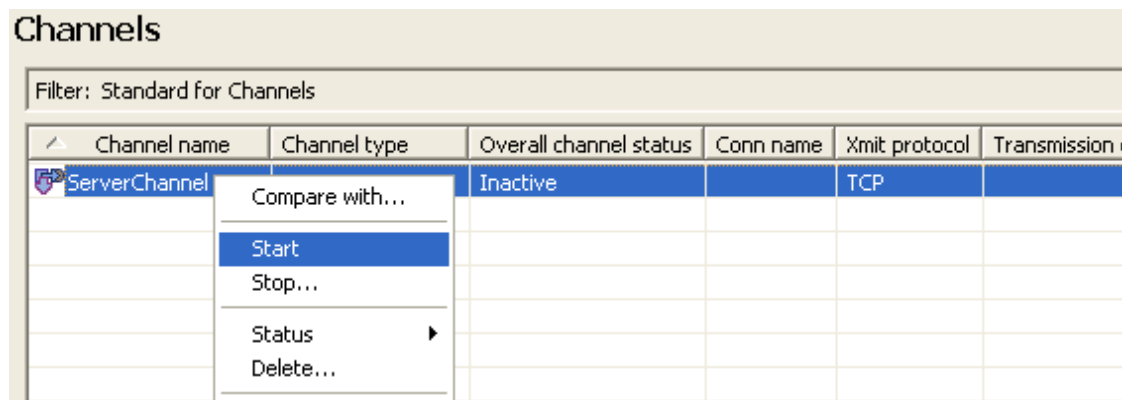 Channels
Filter: Standard for Channels
Channel name Channel type Overall channel status Conn name Xmit protocol Transmission
ServerChannel Inactive TCP
Compare with...
Start
Stop...
Status
Delete...